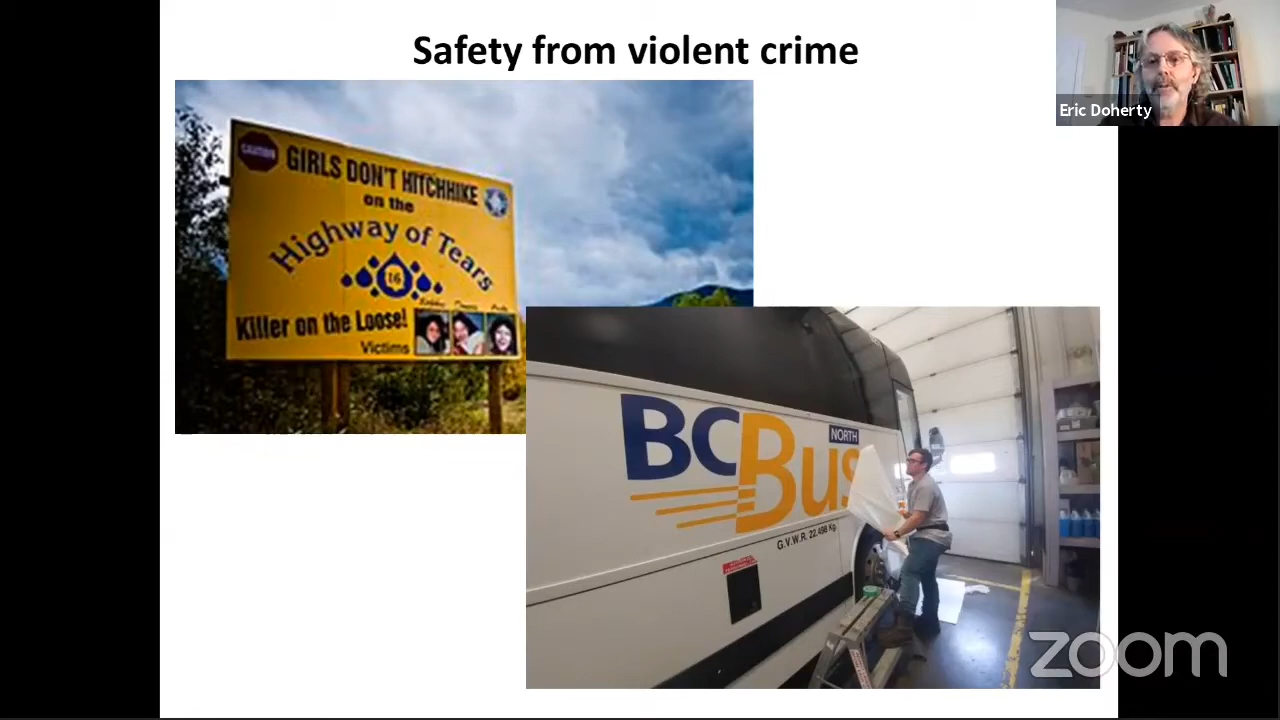 Safety from violent crime
Eric Doherty
CAUTION
GIRLS DON'T HITCHHIKE
on the
Highway of Tears
16
Killer on the Loose!
Victims
BC Bus
NORTH
G.V.W.R. 22,498 Kg.
zoom